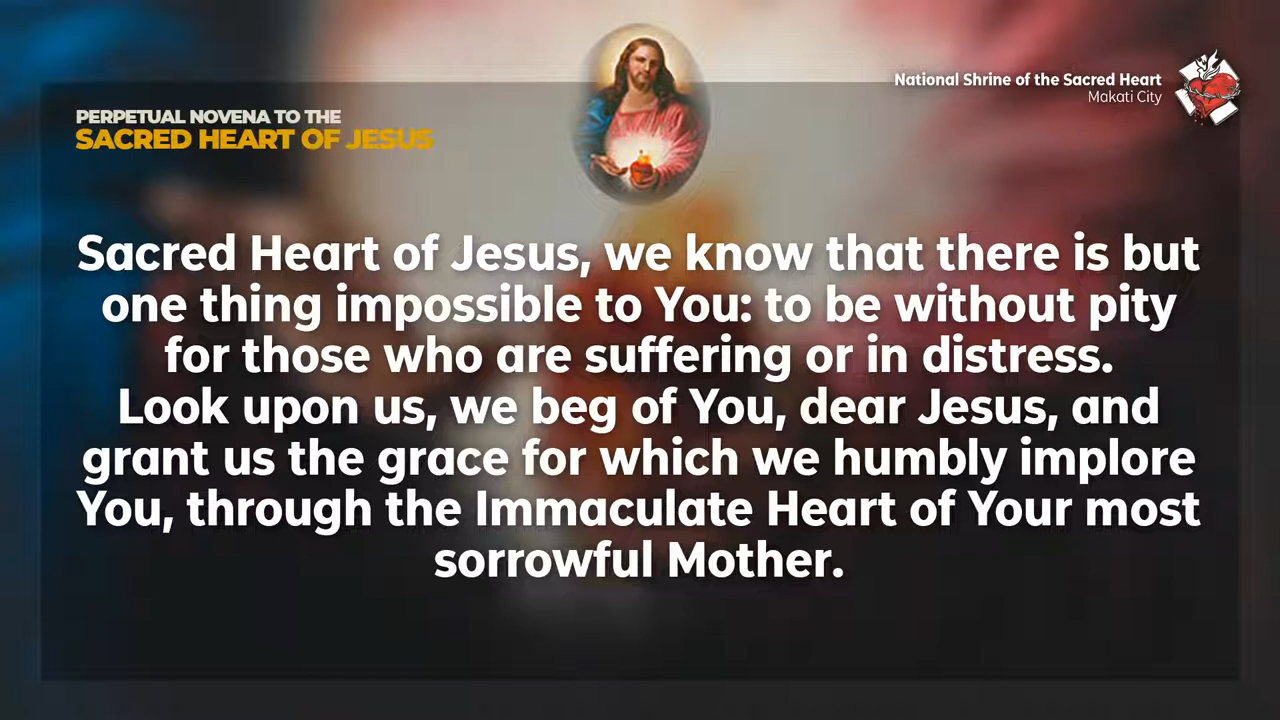 National Shrine of the Sacred Heart
Makati City
PERPETUAL NOVENA TO THE
SACRED HEART OF JESUS
Sacred Heart of Jesus, we know that there is but
one thing impossible to You: to be without pity
for those who are suffering or in distress.
Look upon us, we beg of You, dear Jesus, and
grant us the grace for which we humbly implore
You, through the Immaculate Heart of Your most
sorrowful Mother.